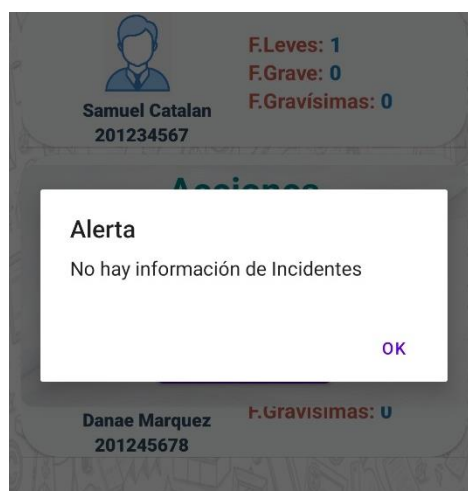 F.Leves: 1
F.Grave: 0
F.Gravísimas: 0
Samuel Catalan
201234567
Acciones
Alerta
No hay información de Incidentes
OK
F.Gravísimas: 0
Danae Marquez
201245678